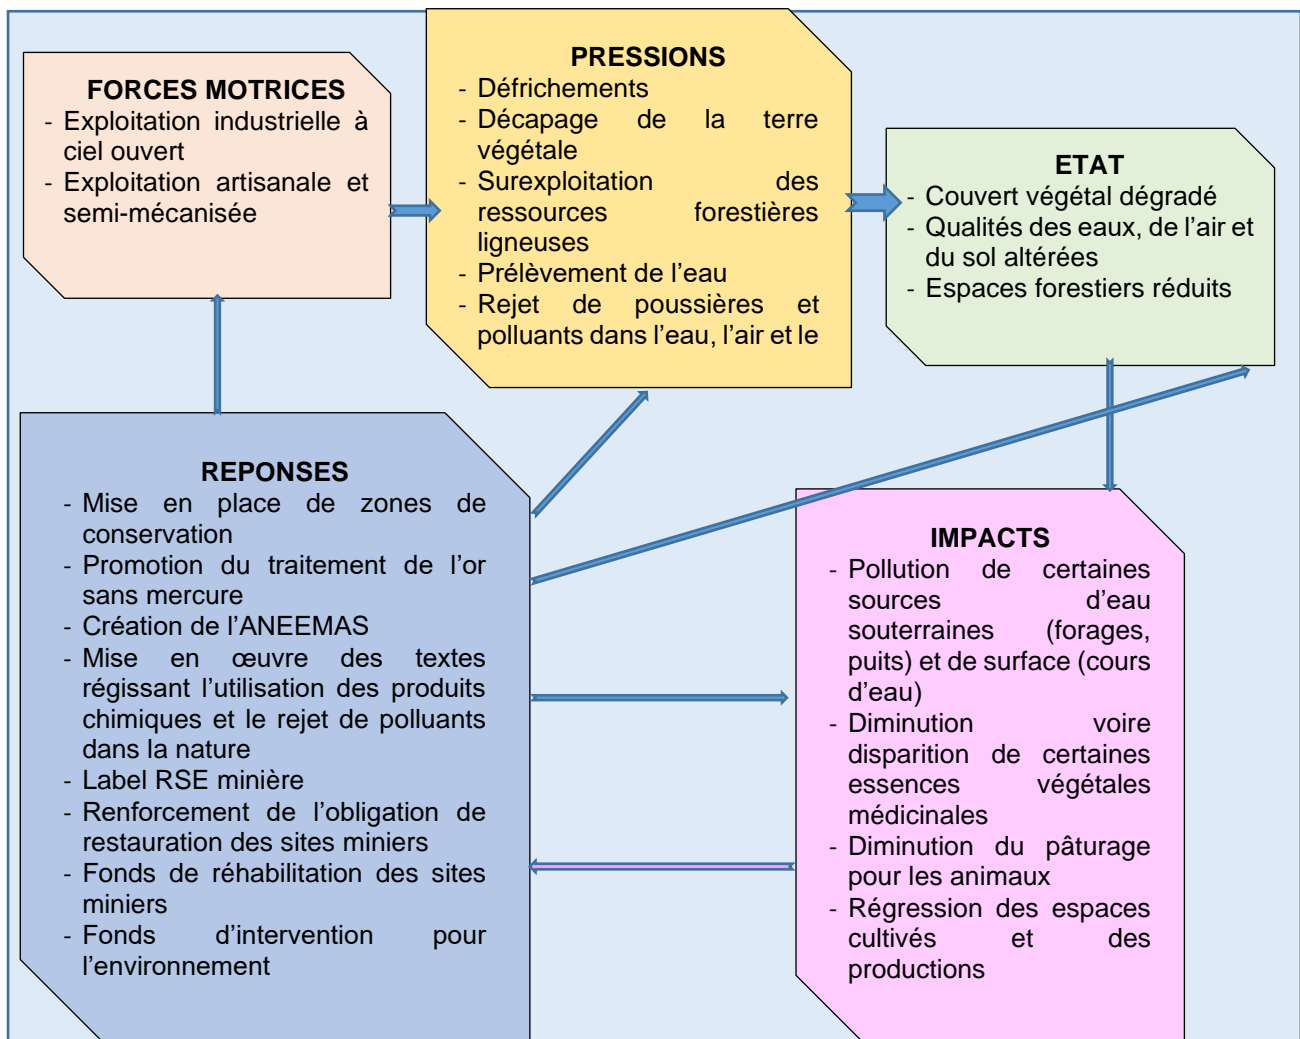 FORCES MOTRICES
- Exploitation industrielle à
ciel ouvert
- Exploitation artisanale et
semi-mécanisée
PRESSIONS
- Défrichements
- Décapage de la terre
végétale
- Surexploitation des
ressources forestières
ligneuses
- Prélèvement de l’eau
- Rejet de poussières et
polluants dans l’eau, l’air et le
ETAT
- Couvert végétal dégradé
- Qualités des eaux, de l’air et
du sol altérées
- Espaces forestiers réduits
REPONSES
- Mise en place de zones de
conservation
- Promotion du traitement de l’or
sans mercure
- Création de l’ANEEMAS
- Mise en œuvre des textes
régissant l’utilisation des produits
chimiques et le rejet de polluants
dans la nature
- Label RSE minière
- Renforcement de l’obligation de
restauration des sites miniers
- Fonds de réhabilitation des sites
miniers
- Fonds d’intervention pour
l’environnement
IMPACTS
- Pollution de certaines
sources d’eau
souterraines (forages,
puits) et de surface (cours
d’eau)
- Diminution voire
disparition de certaines
essences végétales
médicinales
- Diminution du pâturage
pour les animaux
- Régression des espaces
cultivés et des
productions